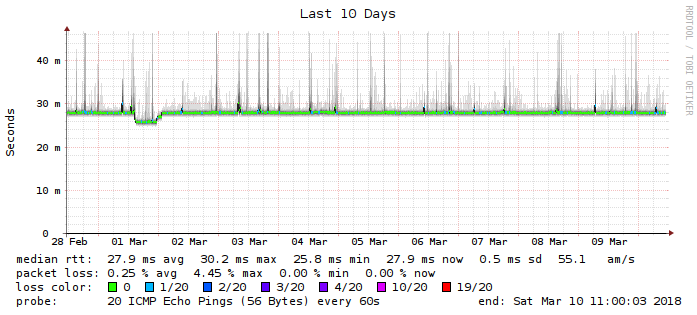 Last 10 Days
RRDTOOL / TOBI OETIKER
Seconds
40 m
30 m
20 m
10 m
0
28 Feb 01 Mar 02 Mar 03 Mar 04 Mar 05 Mar 06 Mar 07 Mar 08 Mar 09 Mar
median rtt: 27.9 ms avg 30.2 ms max 25.8 ms min 27.9 ms now 0.5 ms sd 55.1 am/s
packet loss: 0.25 % avg 4.45 % max 0.00 % min 0.00 % now
loss color: 0 1/20 2/20 3/20 4/20 10/20 19/20
probe: 20 ICMP Echo Pings (56 Bytes) every 60s end: Sat Mar 10 11:00:03 2018